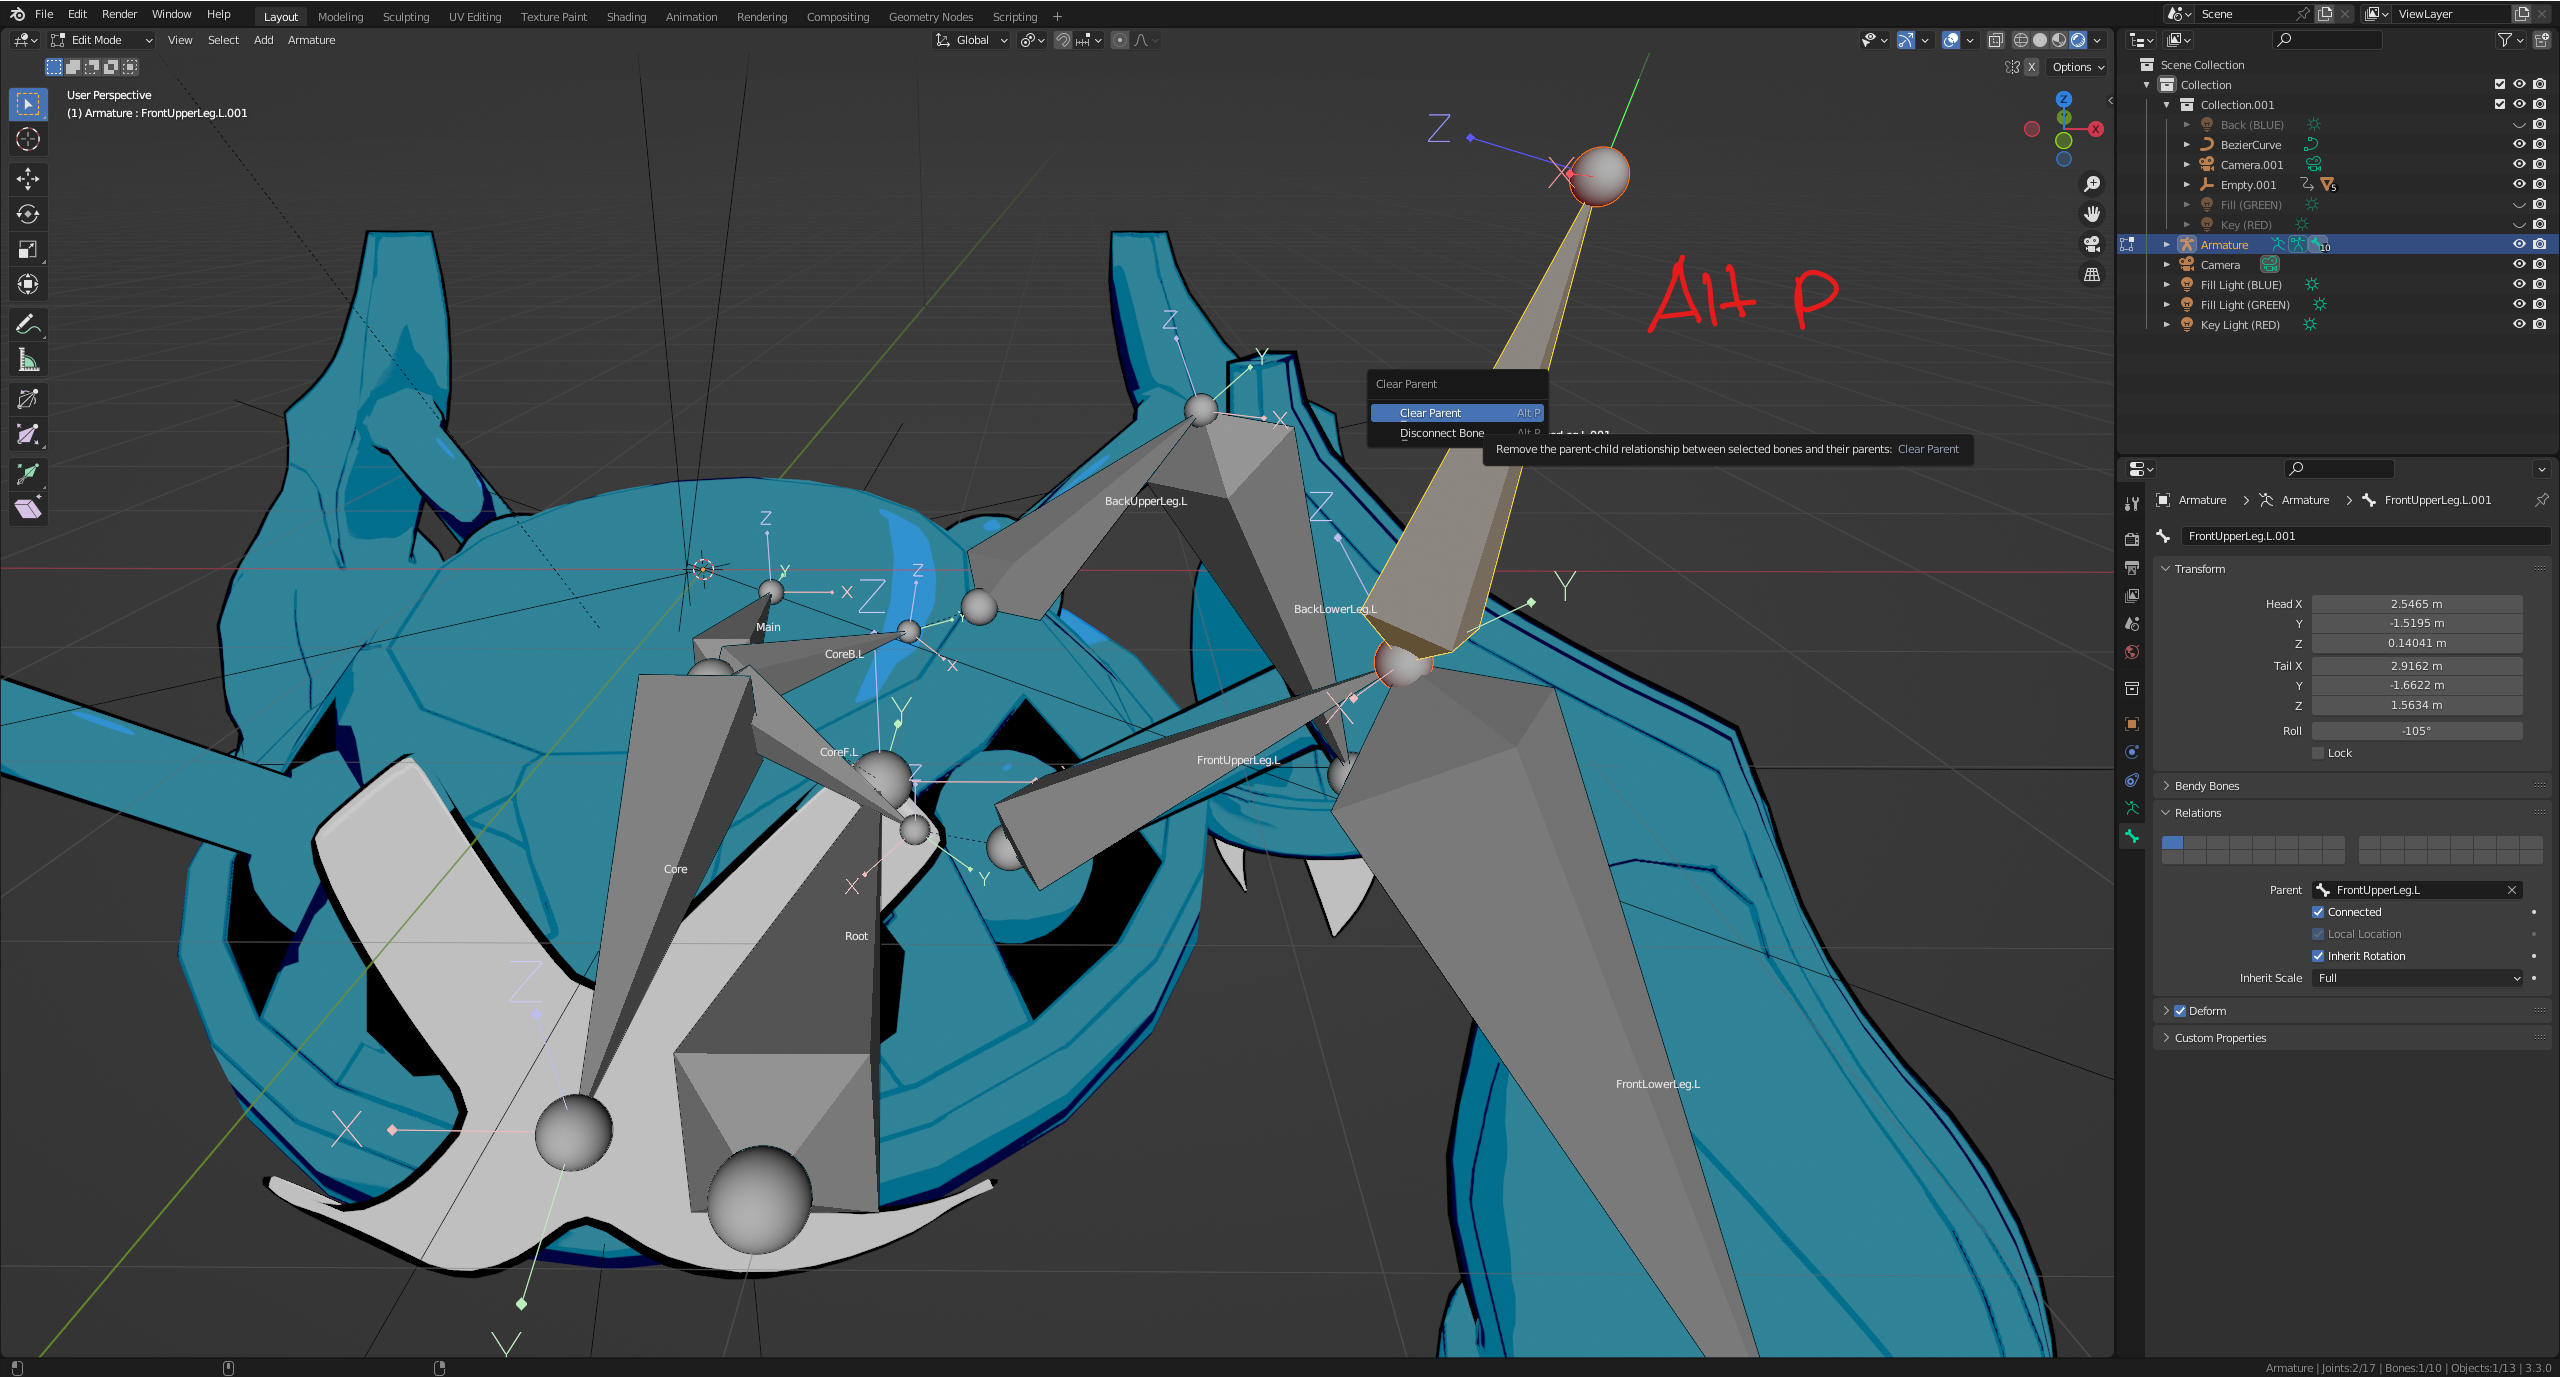 File Edit Render Window Help Layout Modeling Sculpting UV Editing Texture Paint Shading Animation Rendering Compositing Geometry Nodes Scripting + Scene ViewLayer
Edit Mode View Select Add Armature Global
X Options
User Perspective
(1) Armature : FrontUpperLeg.L.001
Z
X
Z
X
Alt P
Z
Y
X
Clear Parent
Clear Parent Alt P
Disconnect Bone Alt P
Remove the parent-child relationship between selected bones and their parents: Clear Parent
BackUpperLeg.L
Z
Z
Y
X
Z
Z
Y
BackLowerLeg.L
Main
Y
CoreB.L
X
X
Y
CoreF.L
FrontUpperLeg.L
Z
Core
X
Y
Root
Z
FrontLowerLeg.L
X
Y
Scene Collection
Collection
Collection.001
Back (BLUE)
BezierCurve
Camera.001
Empty.001 5
Fill (GREEN)
Key (RED)
Armature 10
Camera
Fill Light (BLUE)
Fill Light (GREEN)
Key Light (RED)
Armature > Armature > FrontUpperLeg.L.001
FrontUpperLeg.L.001
Transform
Head X 2.5465 m
Y -1.5195 m
Z 0.14041 m
Tail X 2.9162 m
Y -1.6622 m
Z 1.5634 m
Roll -105°
Lock
Bendy Bones
Relations
Parent FrontUpperLeg.L
Connected
Local Location
Inherit Rotation
Inherit Scale Full
Deform
Custom Properties
Armature | Joints:2/17 | Bones:1/10 | Objects:1/13 | 3.3.0